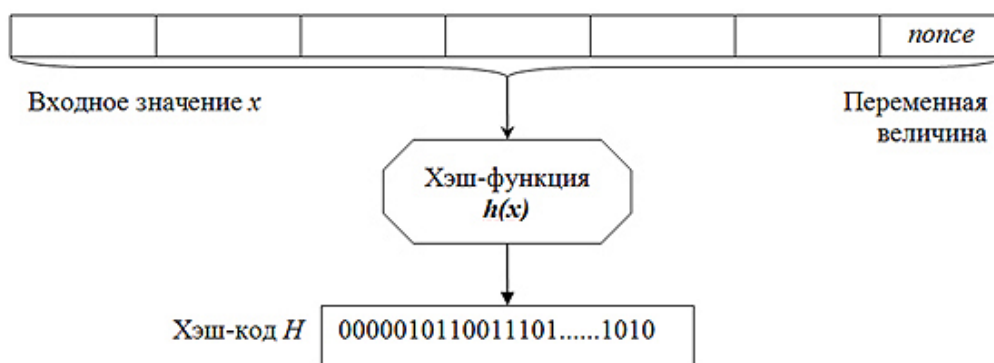 nonce
Входное значение x
Переменная
величина
Хэш-функция
h(x)
Хэш-код H
0000010110011101......1010